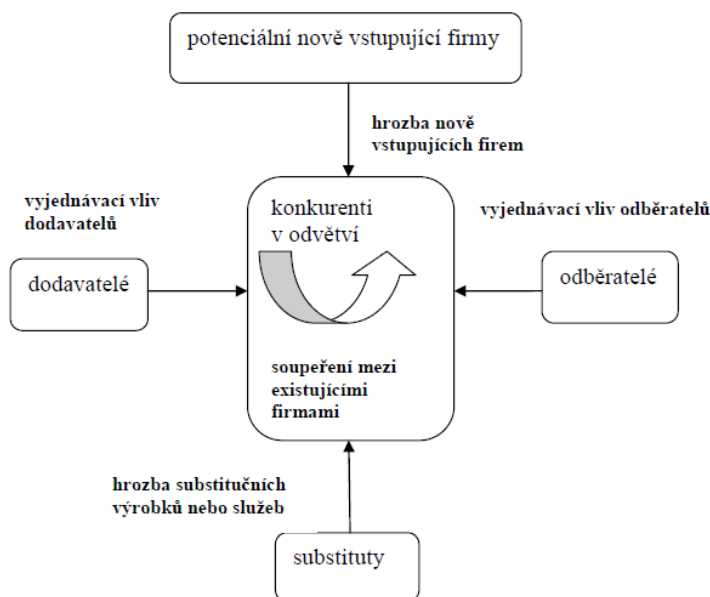 potenciální nově vstupující firmy
hrozba nově
vstupujících firem
vyjednávací vliv
dodavatelů
konkurenti
v odvětví
vyjednávací vliv odběratelů
dodavatelé
odběratelé
soupeření mezi
existujícími
firmami
hrozba substitučních
výrobků nebo služeb
substituty